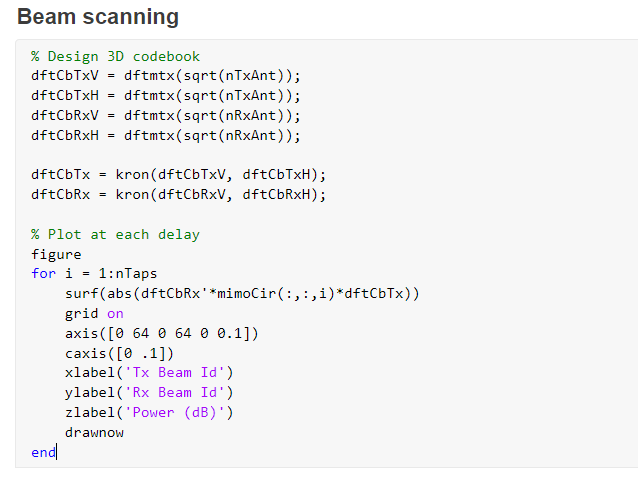 Beam scanning
% Design 3D codebook
dftCbTxV = dftmtx(sqrt(nTxAnt));
dftCbTxH = dftmtx(sqrt(nTxAnt));
dftCbRxV = dftmtx(sqrt(nRxAnt));
dftCbRxH = dftmtx(sqrt(nRxAnt));
dftCbTx = kron(dftCbTxV, dftCbTxH);
dftCbRx = kron(dftCbRxV, dftCbRxH);
% Plot at each delay
figure
for i = 1:nTaps
    surf(abs(dftCbRx'*mimoCir(:,:,i)*dftCbTx))
    grid on
    axis([0 64 0 64 0 0.1])
    caxis([0 .1])
    xlabel('Tx Beam Id')
    ylabel('Rx Beam Id')
    zlabel('Power (dB)')
    drawnow
end